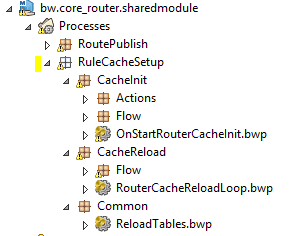 bw.core_router.sharedmodule
Processes
RoutePublish
RuleCacheSetup
CacheInit
Actions
Flow
OnStartRouterCacheInit.bwp
CacheReload
Flow
RouterCacheReloadLoop.bwp
Common
ReloadTables.bwp